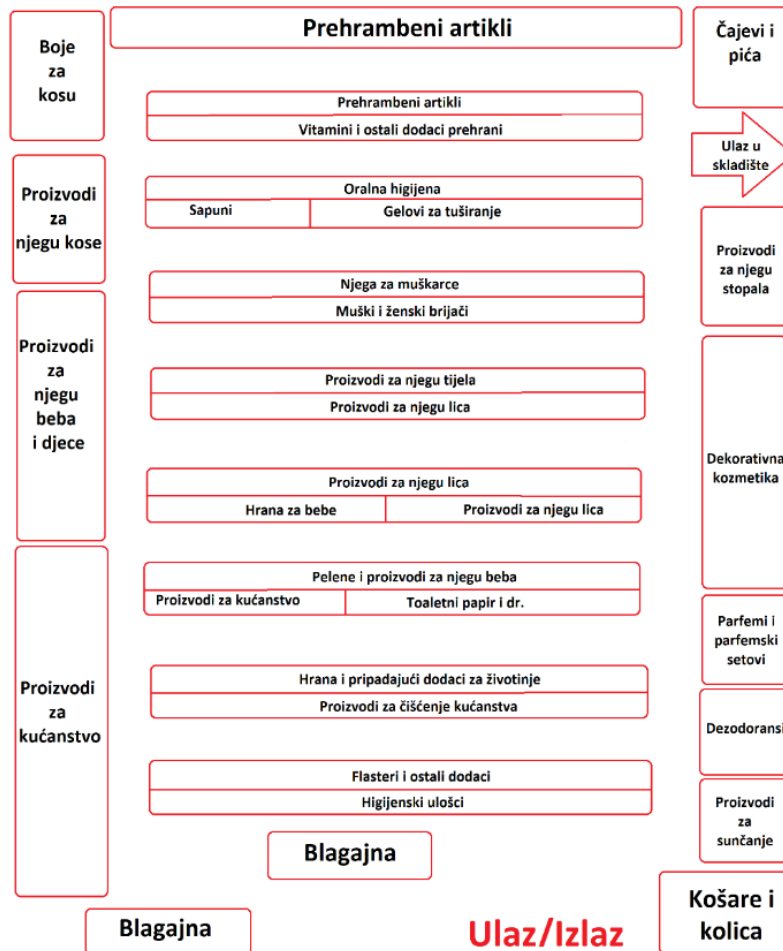 Prehrambeni artikli
Boje
za
kosu
Čajevi i
pića
Prehrambeni artikli
Vitamini i ostali dodaci prehrani
Ulaz u
skladište
Proizvodi
za
njegu kose
Oralna higijena
Sapuni
Gelovi za tuširanje
Proizvodi
za njegu
stopala
Njega za muškarce
Muški i ženski brijači
Proizvodi
za
njegu
beba
i djece
Proizvodi za njegu tijela
Proizvodi za njegu lica
Dekorativna
kozmetika
Proizvodi za njegu lica
Hrana za bebe
Proizvodi za njegu lica
Pelene i proizvodi za njegu beba
Proizvodi za kućanstvo
Toaletni papir i dr.
Parfemi i
parfemski
setovi
Proizvodi
za
kućanstvo
Hrana i pripadajući dodaci za životinje
Proizvodi za čišćenje kućanstva
Dezodoransi
Flasteri i ostali dodaci
Higijenski ulošci
Proizvodi
za
sunčanje
Blagajna
Košare i
kolica
Blagajna
Ulaz/Izlaz